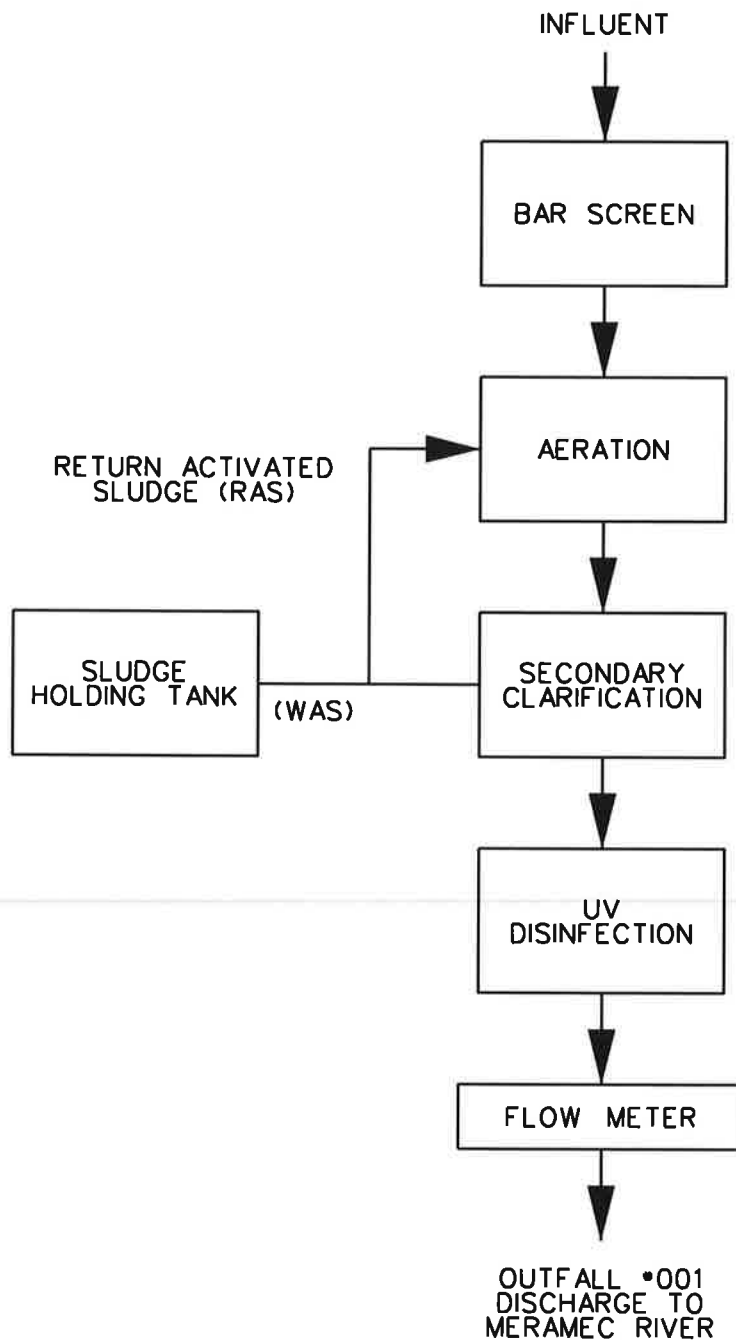 INFLUENT
BAR SCREEN
AERATION
RETURN ACTIVATED
SLUDGE (RAS)
SLUDGE
HOLDING TANK
(WAS)
SECONDARY
CLARIFICATION
UV
DISINFECTION
FLOW METER
OUTFALL #001
DISCHARGE TO
MERAMEC RIVER